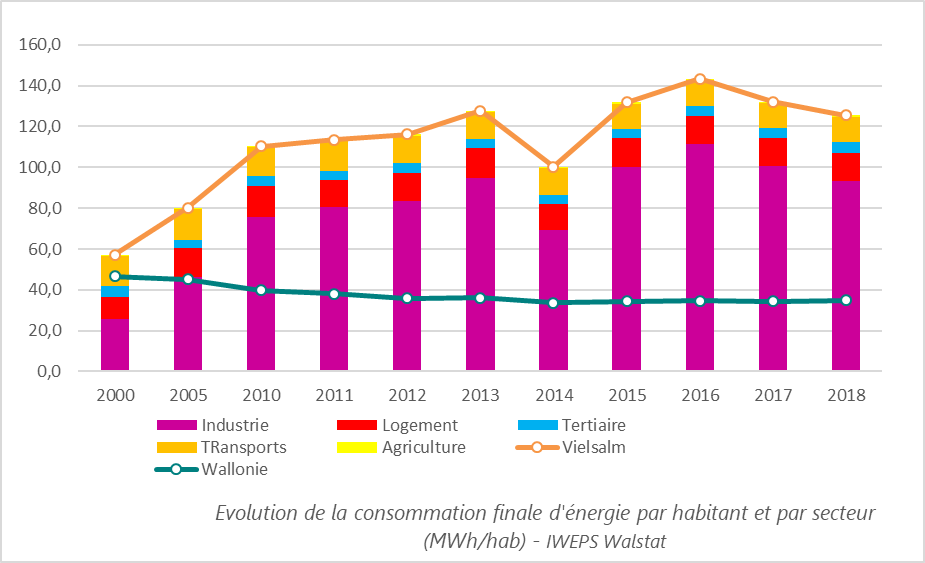 160,0
140,0
120,0
100,0
80,0
60,0
40,0
20,0
0,0
2000 2005 2010 2011 2012 2013 2014 2015 2016 2017 2018
Industrie Logement Tertiaire
TRansports Agriculture Vielsalm
Wallonie
Evolution de la consommation finale d'énergie par habitant et par secteur
(MWh/hab) - IWEPS Walstat